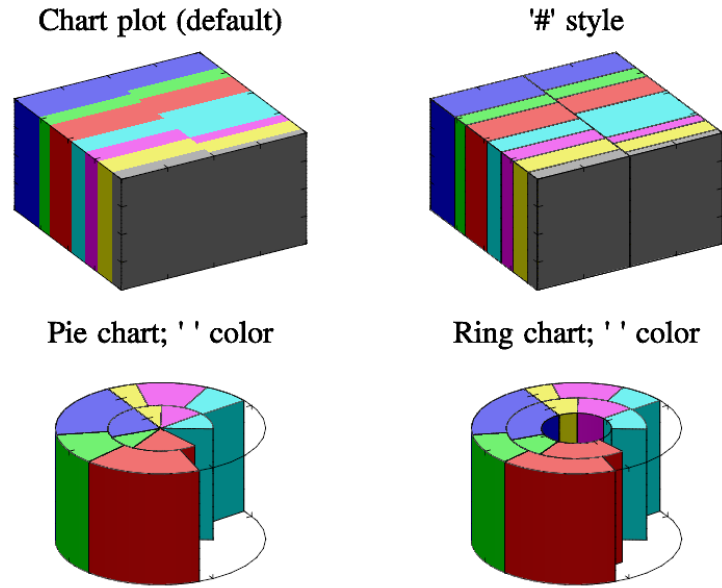 Chart plot (default)
'#' style
Pie chart; ' ' color
Ring chart; ' ' color